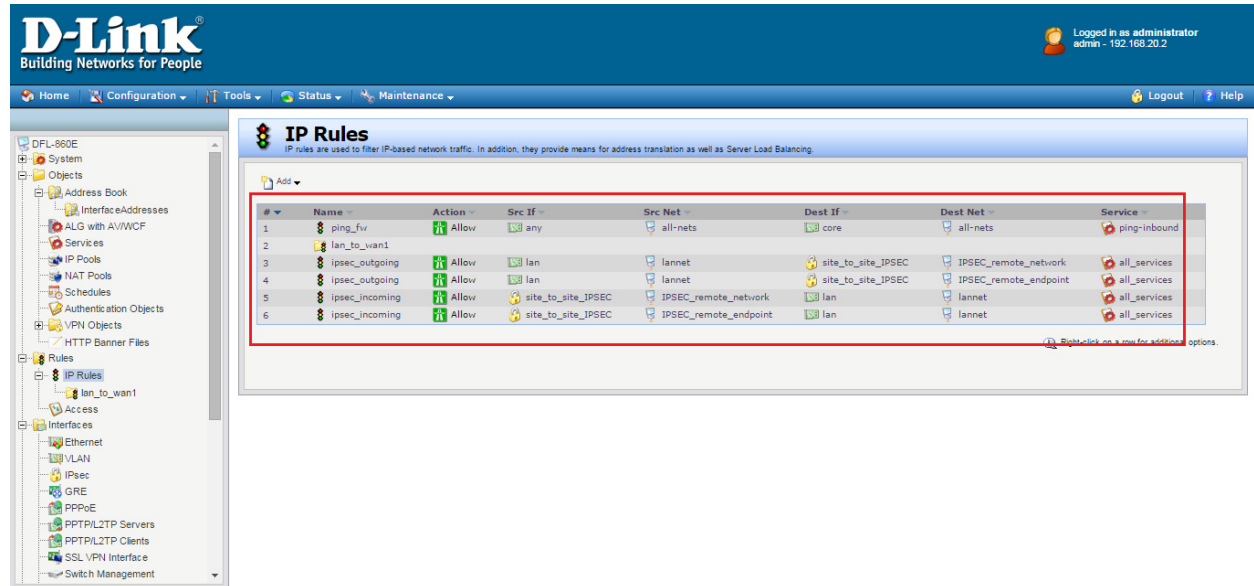 D-Link®
Building Networks for People
Logged in as administrator
admin - 192.168.20.2
Home Configuration Tools Status Maintenance Logout Help
DFL-860E
System
Objects
Address Book
InterfaceAddresses
ALG with AV/WCF
Services
IP Pools
NAT Pools
Schedules
Authentication Objects
VPN Objects
HTTP Banner Files
Rules
IP Rules
lan_to_wan1
Access
Interfaces
Ethernet
VLAN
IPsec
GRE
PPPoE
PPTP/L2TP Servers
PPTP/L2TP Clients
SSL VPN Interface
Switch Management
IP Rules
IP rules are used to filter IP-based network traffic. In addition, they provide means for address translation as well as Server Load Balancing.
Add
# Name Action Src If Src Net Dest If Dest Net Service
1 ping_fw Allow any all-nets core all-nets ping-inbound
2 lan_to_wan1
3 ipsec_outgoing Allow lan lannet site_to_site_IPSEC IPSEC_remote_network all_services
4 ipsec_outgoing Allow lan lannet site_to_site_IPSEC IPSEC_remote_endpoint all_services
5 ipsec_incoming Allow site_to_site_IPSEC IPSEC_remote_network lan lannet all_services
6 ipsec_incoming Allow site_to_site_IPSEC IPSEC_remote_endpoint lan lannet all_services
Right-click on a row for additional options.